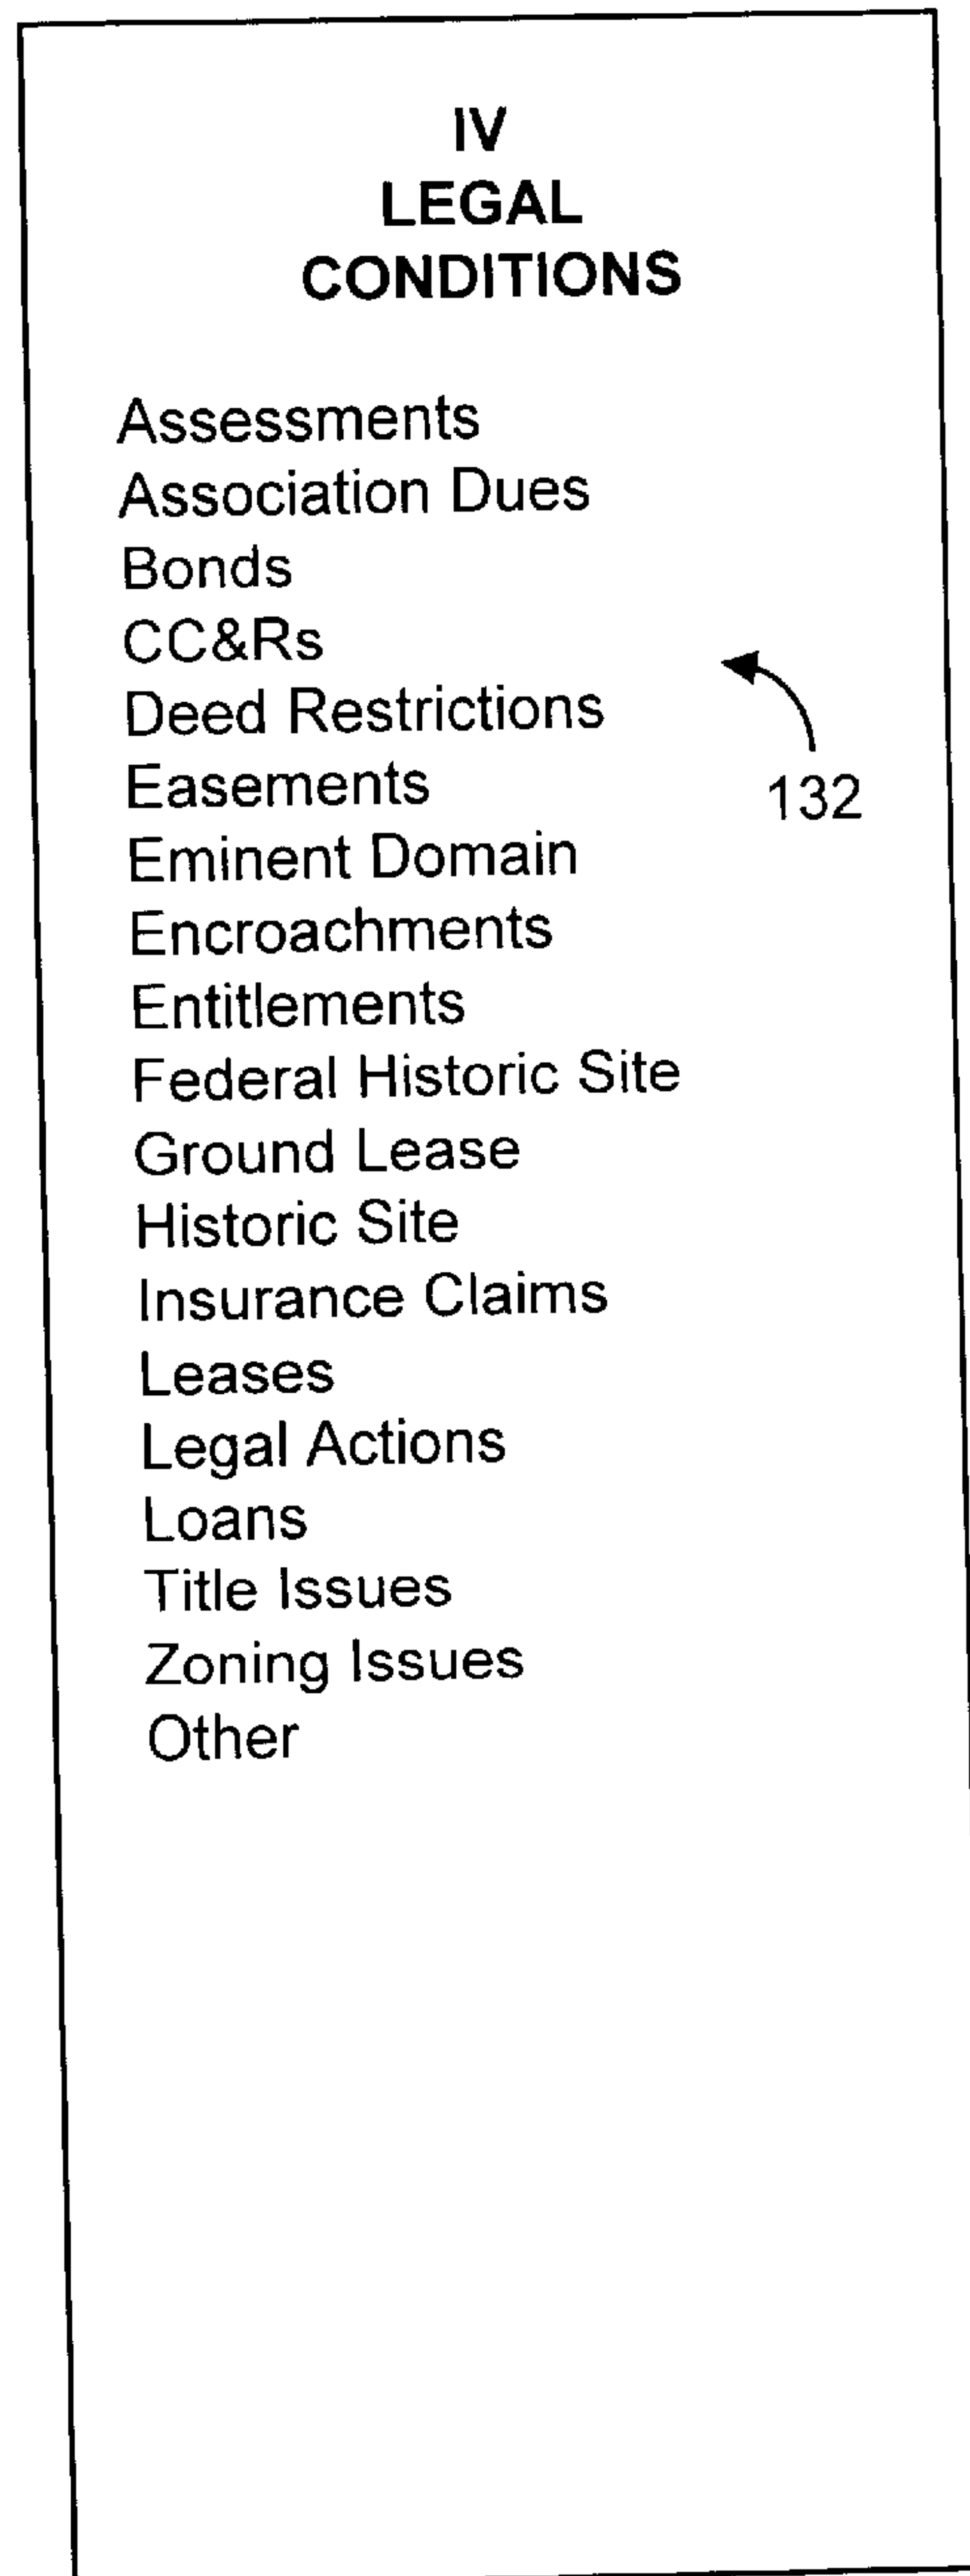 IV
LEGAL
CONDITIONS
Assessments
Association Dues
Bonds
CC&Rs
Deed Restrictions
Easements
132
Eminent Domain
Encroachments
Entitlements
Federal Historic Site
Ground Lease
Historic Site
Insurance Claims
Leases
Legal Actions
Loans
Title Issues
Zoning Issues
Other